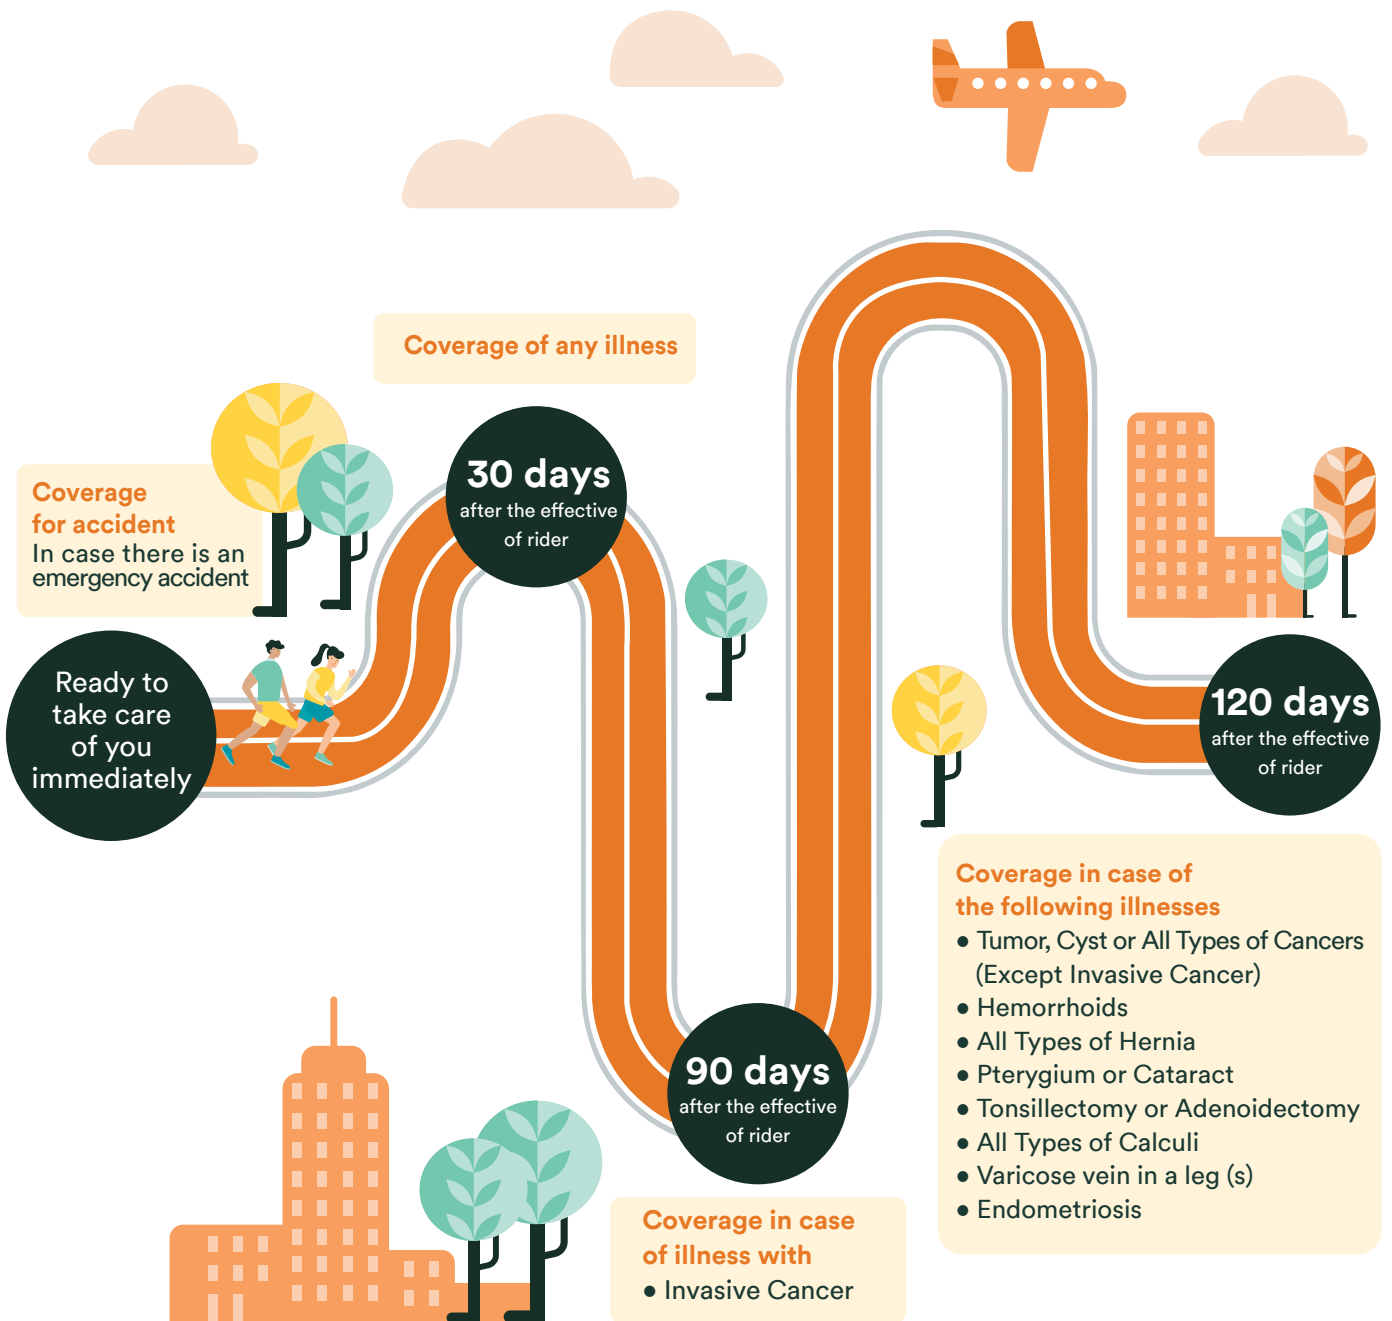 Coverage of any illness
30 days
after the effective
of rider
Coverage
for accident
In case there is an
emergency accident
Ready to
take care
of you
immediately
90 days
after the effective
of rider
Coverage in case
of illness with
● Invasive Cancer
120 days
after the effective
of rider
Coverage in case of
the following illnesses
● Tumor, Cyst or All Types of Cancers
(Except Invasive Cancer)
● Hemorrhoids
● All Types of Hernia
● Pterygium or Cataract
● Tonsillectomy or Adenoidectomy
● All Types of Calculi
● Varicose vein in a leg (s)
● Endometriosis